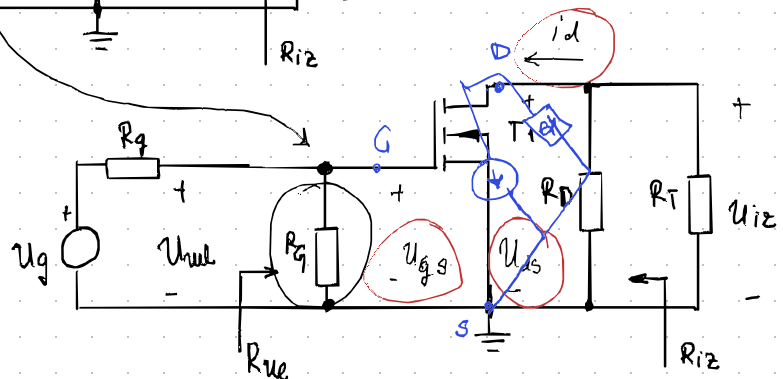 Riz
id
D
+
Rg
G
T1
+
+
+
RD
RT
Uiz
Ug
Uul
RG
Ugs
Uds
-
-
-
-
S
Rul
Riz